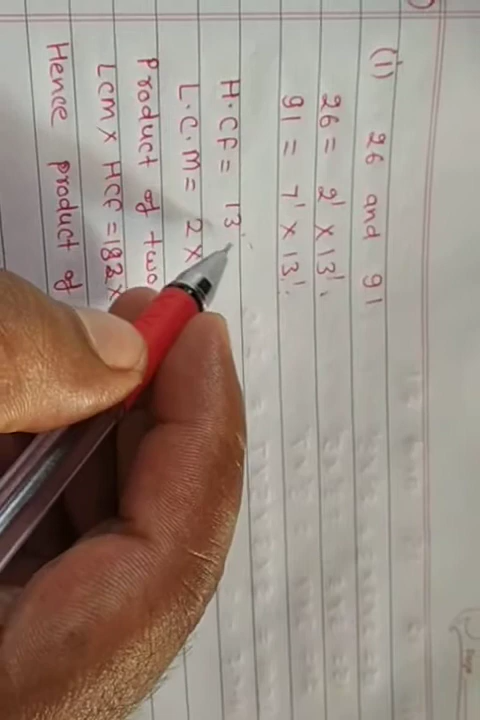 (i) 26 and 91
26 = 2¹ × 13¹.
91 = 7¹ × 13¹.
H.CF = 13
L.C.M = 2 ×
Product of two
LCM × HCF = 182 ×
Hence product of